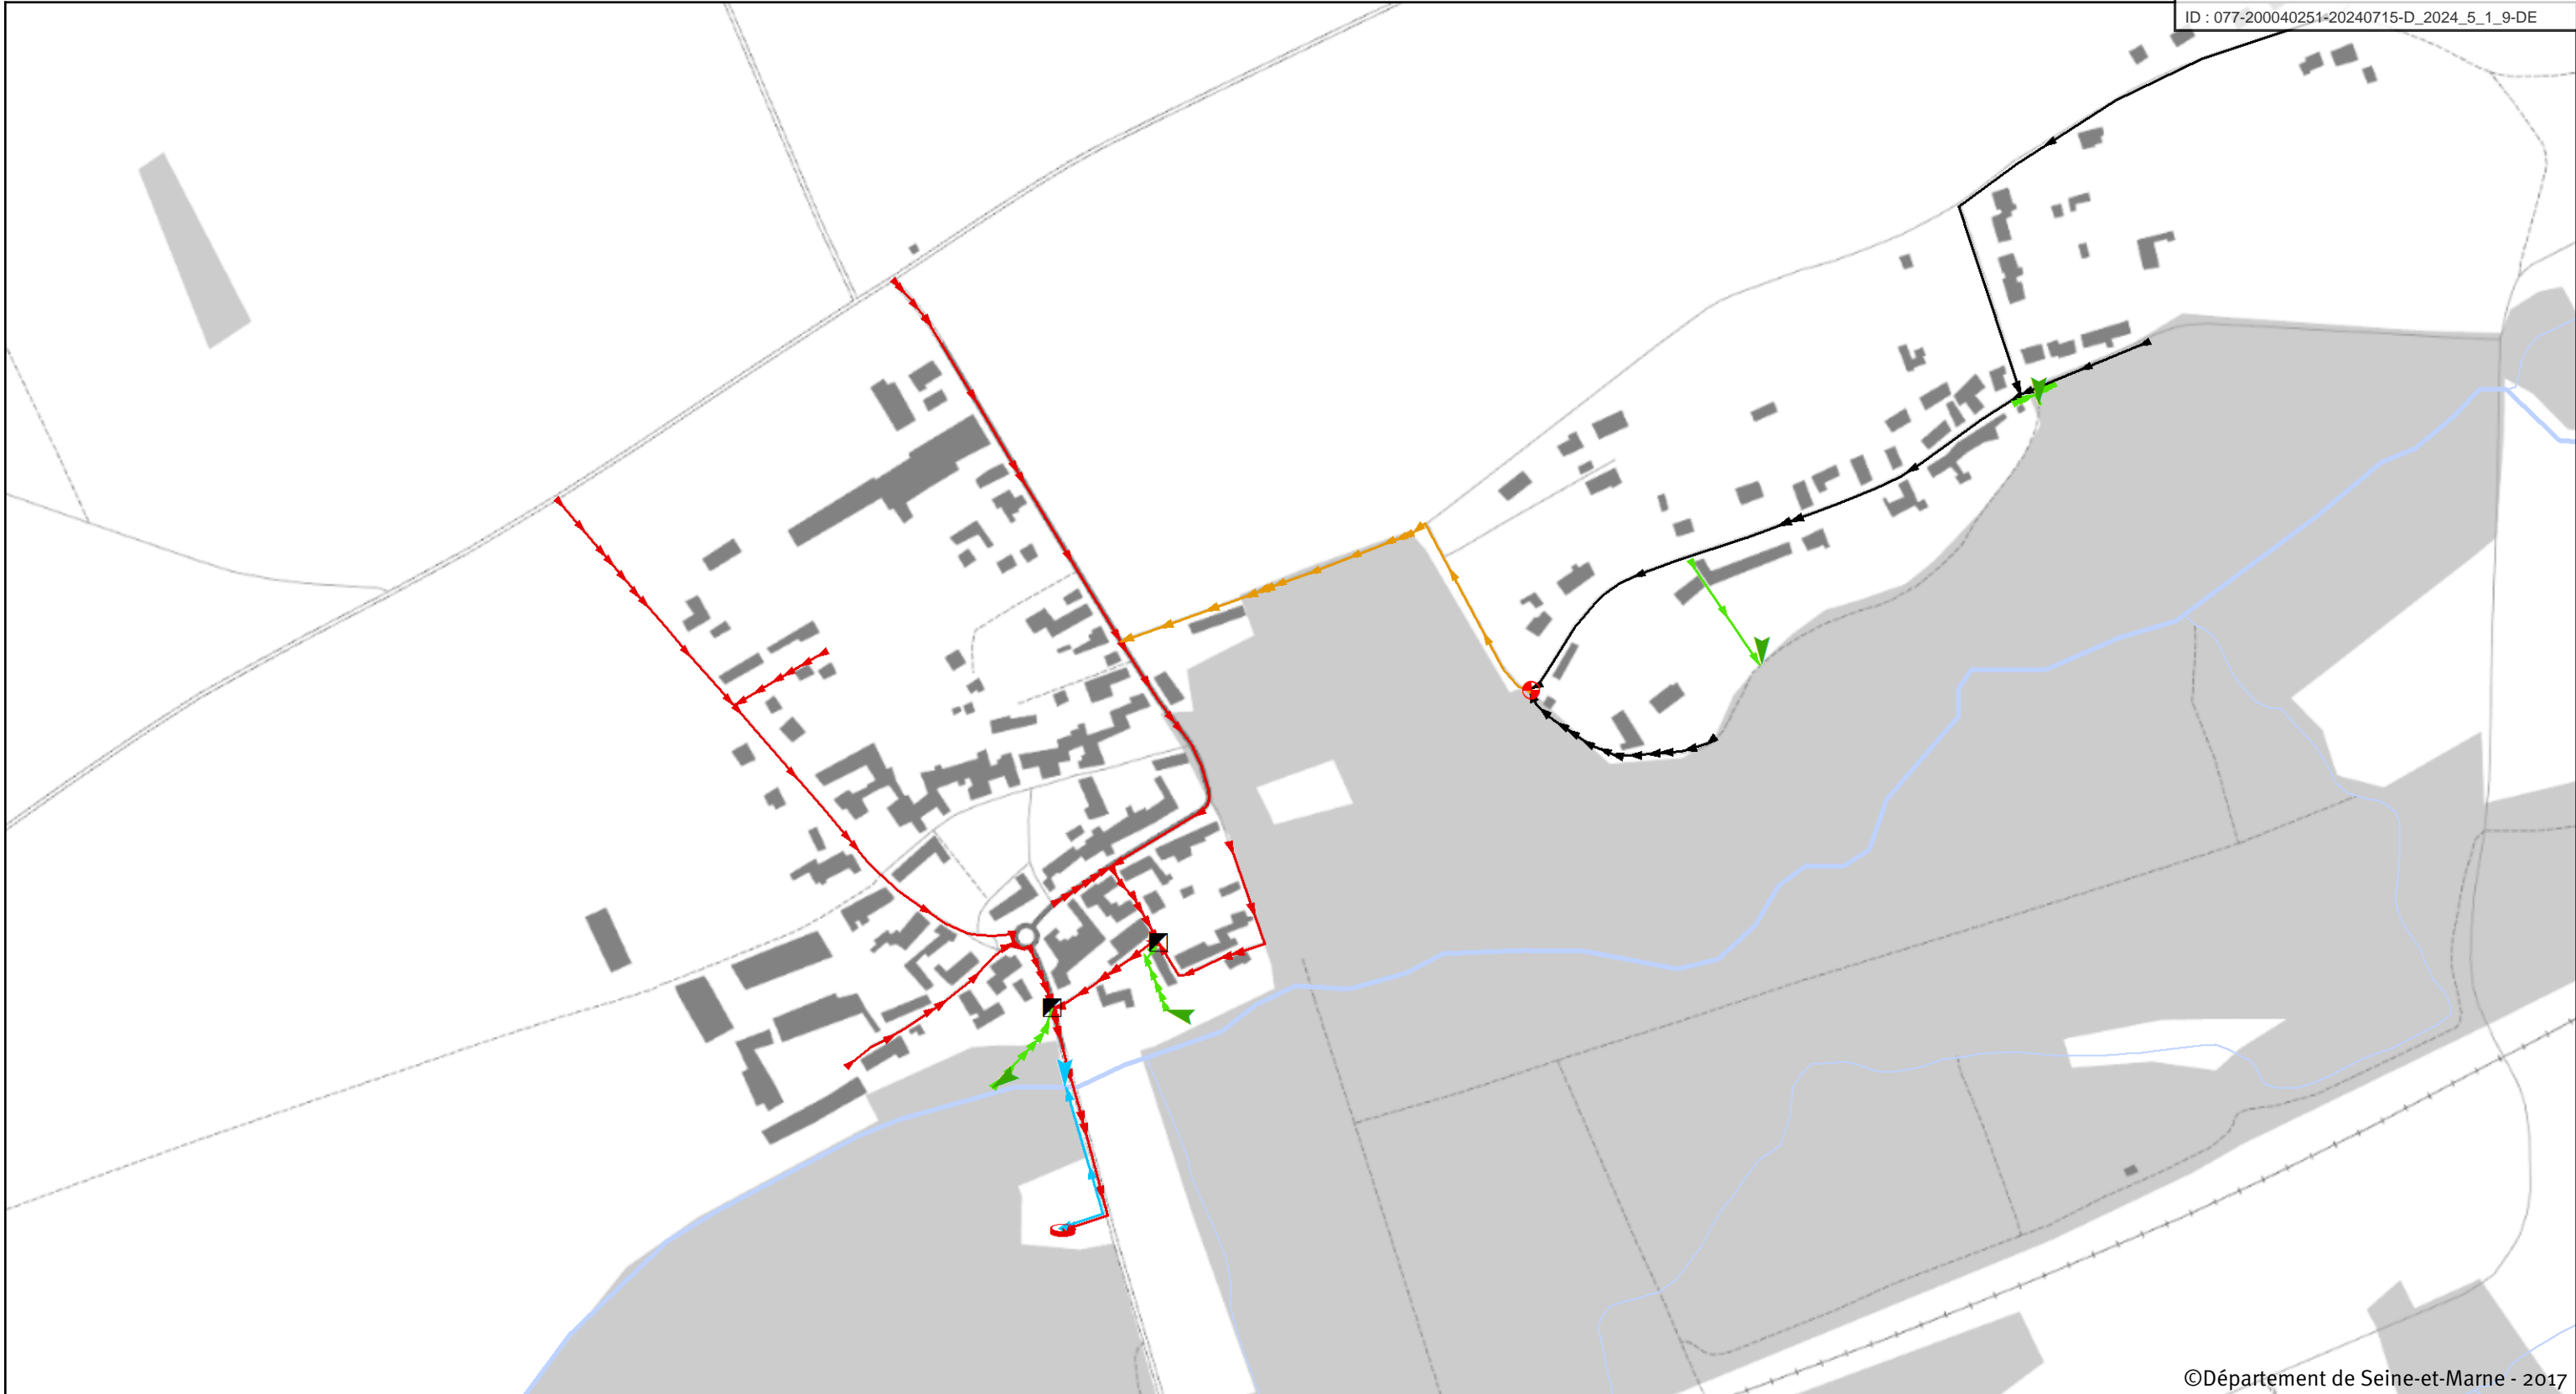 ID : 077-200040251-20240715-D_2024_5_1_9-DE
©Département de Seine-et-Marne - 2017